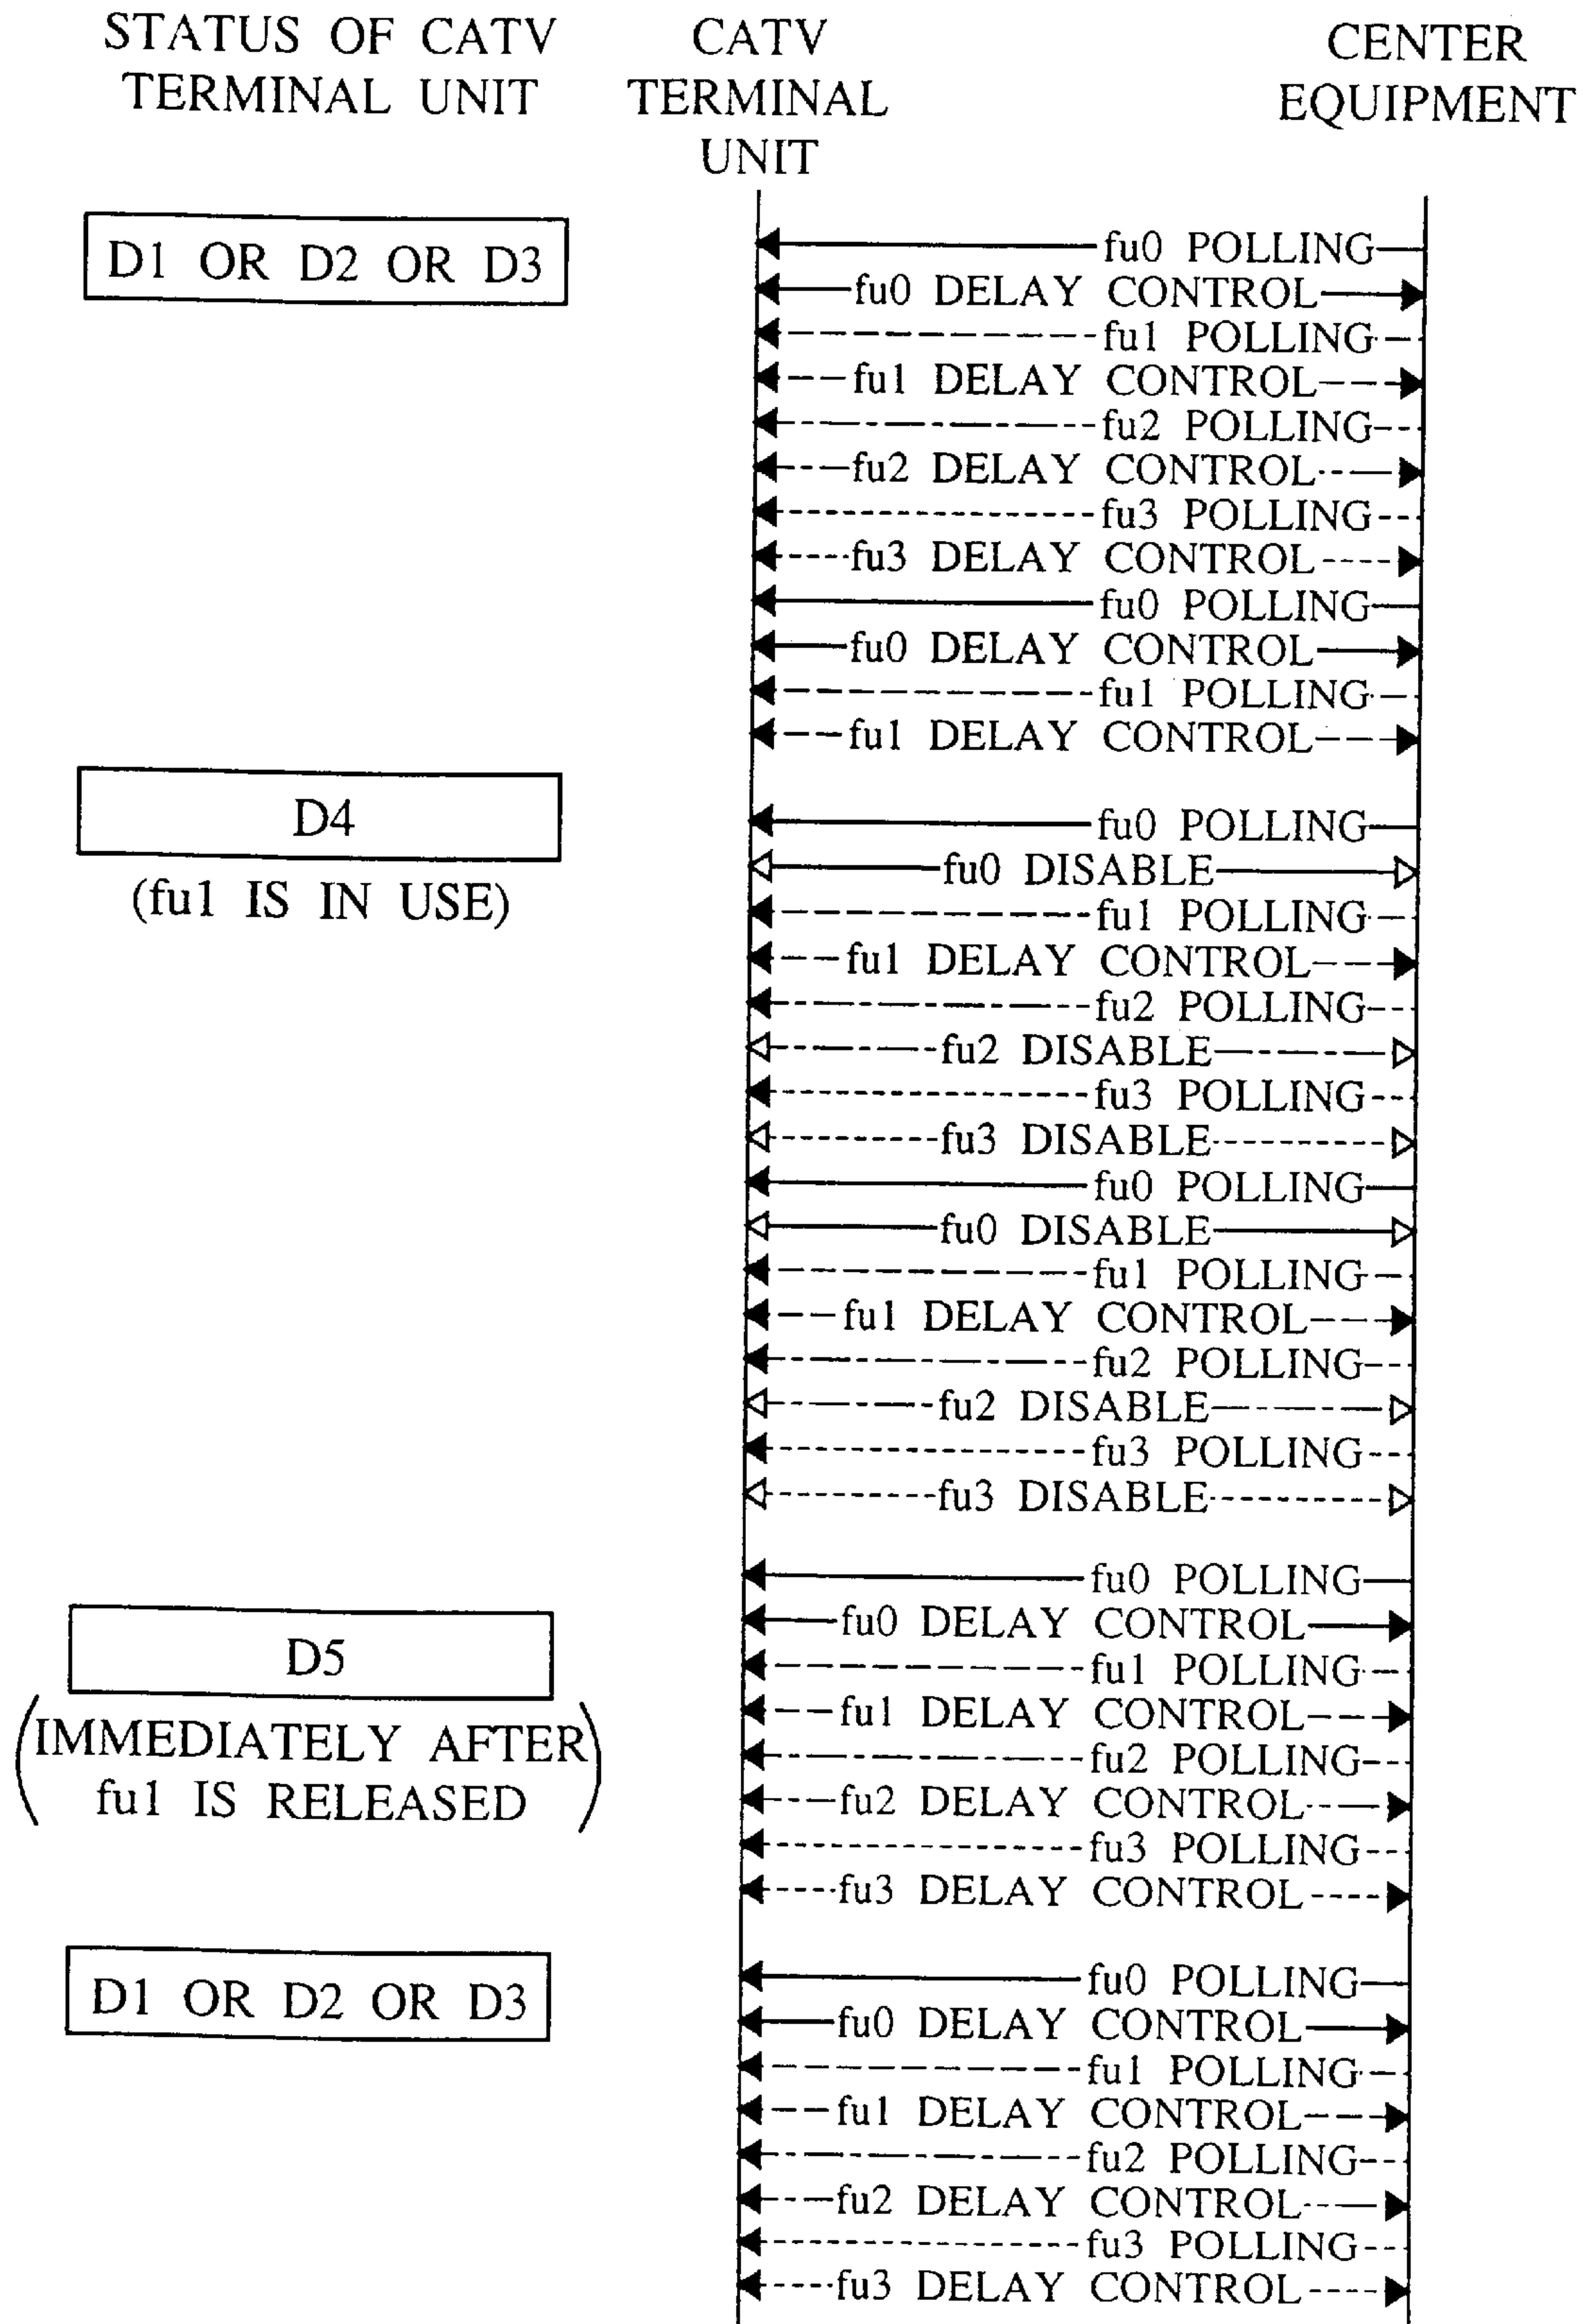 STATUS OF CATV
TERMINAL UNIT
CATV
TERMINAL
UNIT
CENTER
EQUIPMENT
D1 OR D2 OR D3
fu0 POLLING
fu0 DELAY CONTROL
fu1 POLLING
fu1 DELAY CONTROL
fu2 POLLING
fu2 DELAY CONTROL
fu3 POLLING
fu3 DELAY CONTROL
fu0 POLLING
fu0 DELAY CONTROL
fu1 POLLING
fu1 DELAY CONTROL
D4
(fu1 IS IN USE)
fu0 POLLING
fu0 DISABLE
fu1 POLLING
fu1 DELAY CONTROL
fu2 POLLING
fu2 DISABLE
fu3 POLLING
fu3 DISABLE
fu0 POLLING
fu0 DISABLE
fu1 POLLING
fu1 DELAY CONTROL
fu2 POLLING
fu2 DISABLE
fu3 POLLING
fu3 DISABLE
D5
(IMMEDIATELY AFTER
fu1 IS RELEASED)
fu0 POLLING
fu0 DELAY CONTROL
fu1 POLLING
fu1 DELAY CONTROL
fu2 POLLING
fu2 DELAY CONTROL
fu3 POLLING
fu3 DELAY CONTROL
D1 OR D2 OR D3
fu0 POLLING
fu0 DELAY CONTROL
fu1 POLLING
fu1 DELAY CONTROL
fu2 POLLING
fu2 DELAY CONTROL
fu3 POLLING
fu3 DELAY CONTROL